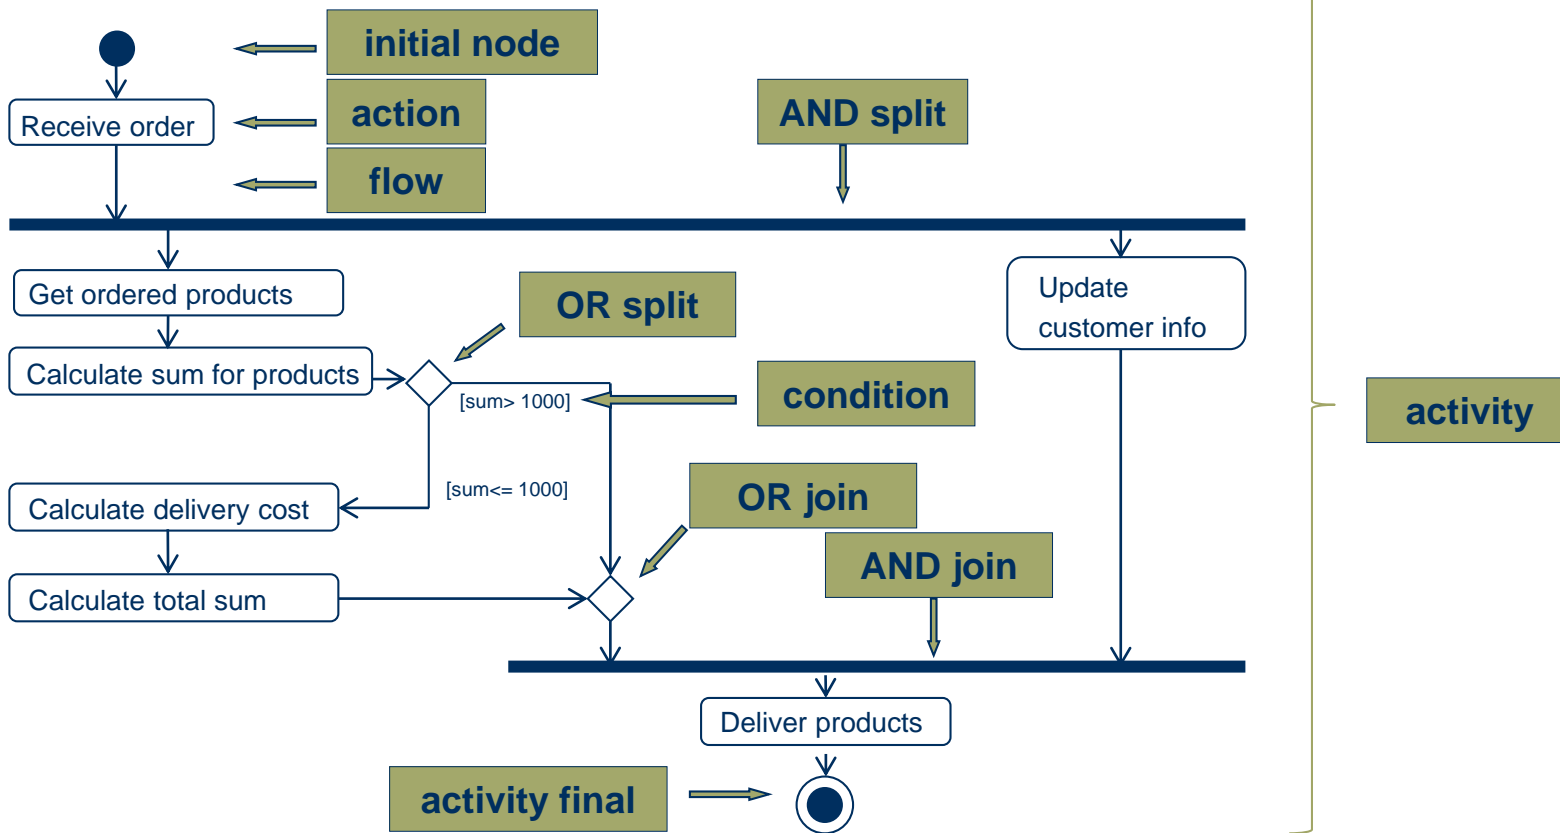 initial node
Receive order
action
AND split
flow
Get ordered products
OR split
Update
customer info
Calculate sum for products
[sum> 1000]
condition
activity
[sum<= 1000]
Calculate delivery cost
OR join
AND join
Calculate total sum
Deliver products
activity final